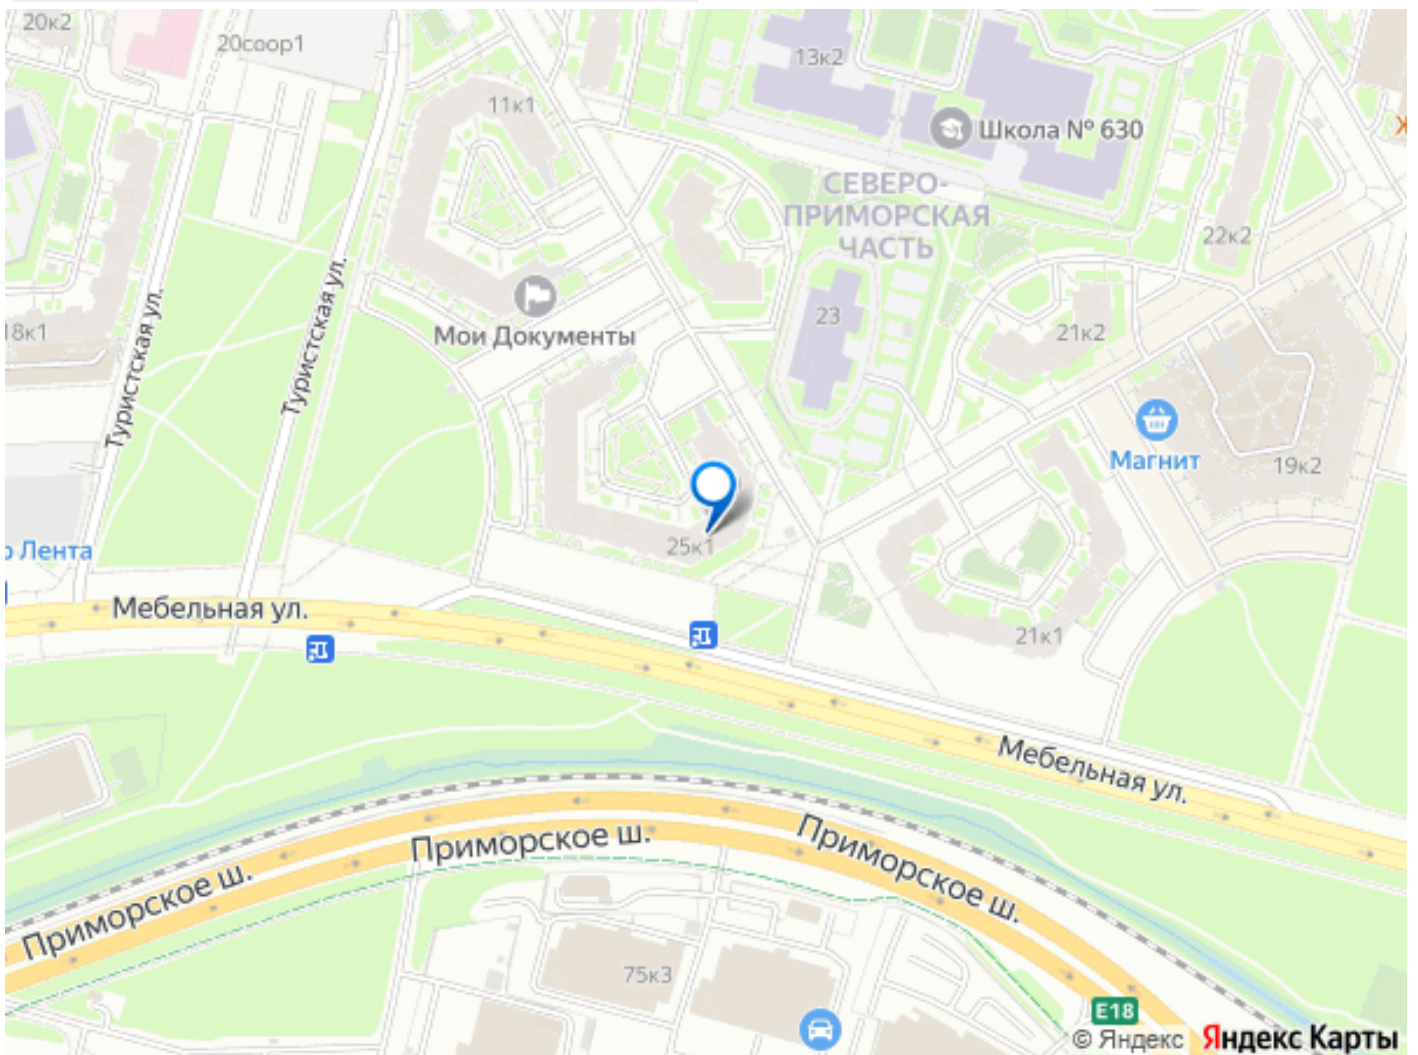 20к2
20соор1
13к2
11к1
Школа № 630
СЕВЕРО-
ПРИМОРСКАЯ
ЧАСТЬ
22к2
Туристская ул.
Туристская ул.
18к1
Мои Документы
23
21к2
Магнит
19к2
25к1
Лента
Мебельная ул.
21к1
Мебельная ул.
Приморское ш.
Приморское ш.
Приморское ш.
75к3
E18
© Яндекс Яндекс Карты